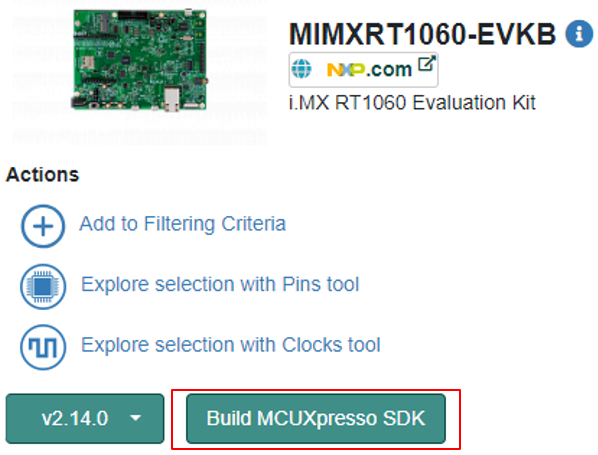 MIMXRT1060-EVKB
NXP.com
i.MX RT1060 Evaluation Kit
Actions
Add to Filtering Criteria
Explore selection with Pins tool
Explore selection with Clocks tool
v2.14.0
Build MCUXpresso SDK